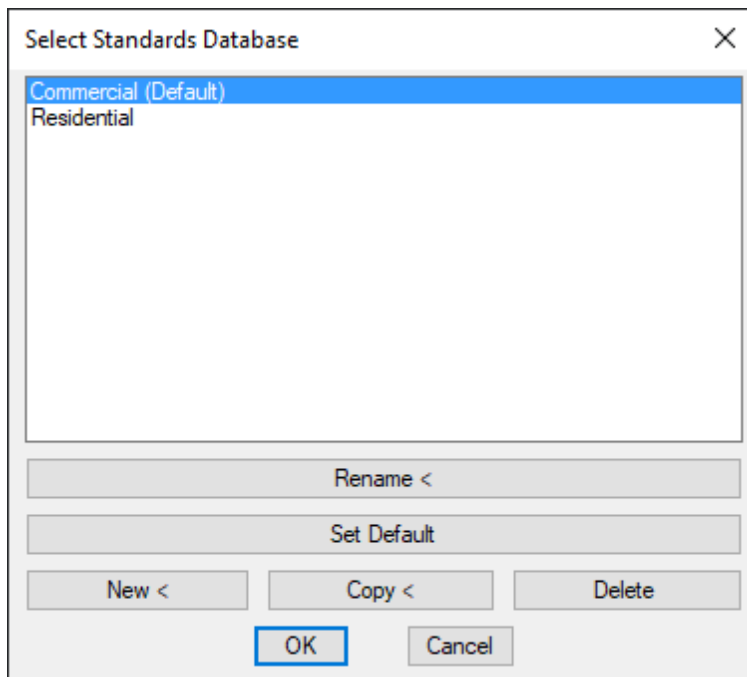 Select Standards Database
Commercial (Default)
Residential
Rename <
Set Default
New < Copy < Delete
OK Cancel